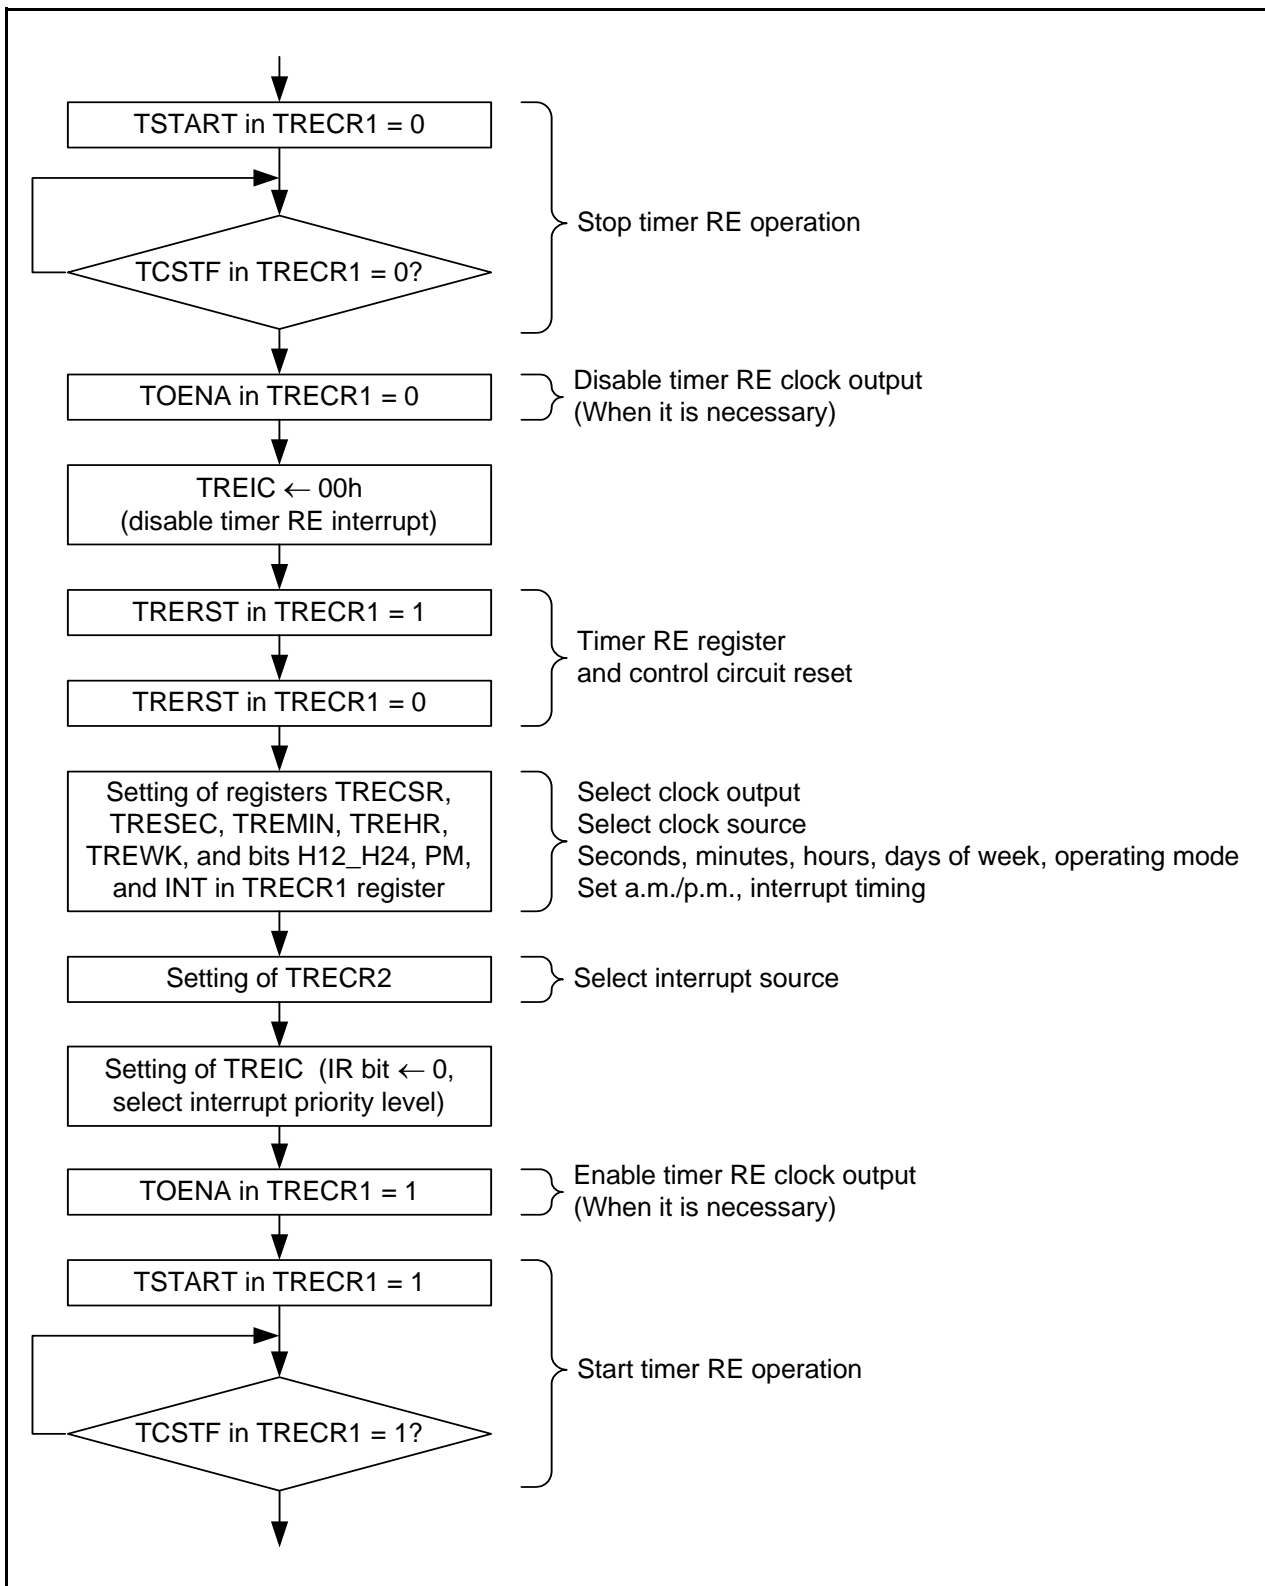 TSTART in TRECR1 = 0
Stop timer RE operation
TCSTF in TRECR1 = 0?
TOENA in TRECR1 = 0
Disable timer RE clock output
(When it is necessary)
TREIC ← 00h
(disable timer RE interrupt)
TRERST in TRECR1 = 1
Timer RE register
and control circuit reset
TRERST in TRECR1 = 0
Setting of registers TRECSR,
TRESEC, TREMIN, TREHR,
TREWK, and bits H12_H24, PM,
and INT in TRECR1 register
Select clock output
Select clock source
Seconds, minutes, hours, days of week, operating mode
Set a.m./p.m., interrupt timing
Setting of TRECR2
Select interrupt source
Setting of TREIC (IR bit ← 0,
select interrupt priority level)
TOENA in TRECR1 = 1
Enable timer RE clock output
(When it is necessary)
TSTART in TRECR1 = 1
Start timer RE operation
TCSTF in TRECR1 = 1?